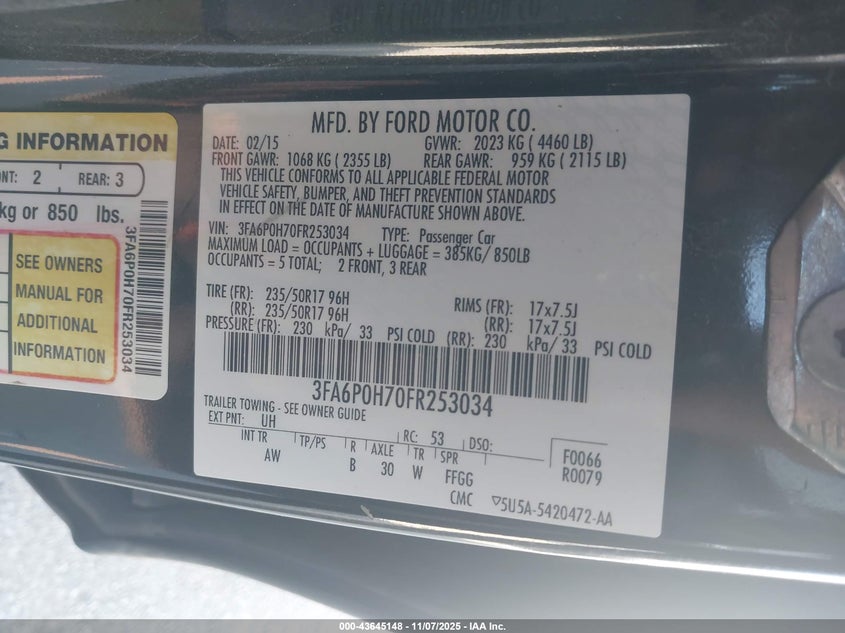 G INFORMATION
NT: 2 REAR: 3
kg or 850 lbs.
SEE OWNERS
MANUAL FOR
ADDITIONAL
INFORMATION
3FA6P0H70FR253034
MFD. BY FORD MOTOR CO.
DATE: 02/15 GVWR: 2023 KG ( 4460 LB)
FRONT GAWR: 1068 KG ( 2355 LB) REAR GAWR: 959 KG ( 2115 LB)
THIS VEHICLE CONFORMS TO ALL APPLICABLE FEDERAL MOTOR
VEHICLE SAFETY, BUMPER, AND THEFT PREVENTION STANDARDS
IN EFFECT ON THE DATE OF MANUFACTURE SHOWN ABOVE.
VIN: 3FA6P0H70FR253034 TYPE: Passenger Car
MAXIMUM LOAD = OCCUPANTS + LUGGAGE = 385KG/ 850LB
OCCUPANTS = 5 TOTAL; 2 FRONT, 3 REAR
TIRE (FR): 235/50R17 96H RIMS (FR): 17x7.5J
(RR): 235/50R17 96H (RR): 17x7.5J
PRESSURE (FR): 230 kPa/ 33 PSI COLD (RR): 230 kPa/ 33 PSI COLD
3FA6P0H70FR253034
TRAILER TOWING - SEE OWNER GUIDE
EXT PNT: UH RC: 53 DSO: F0066
INT TR TP/PS R AXLE TR SPR R0079
AW B 30 W FFGG
CMC ▽5U5A-5420472-AA
000-43645148 - 11/07/2025 - IAA Inc.